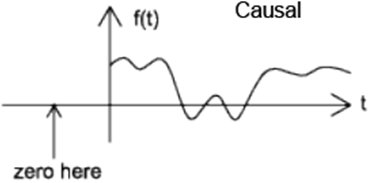 Causal
f(t)
t
zero here